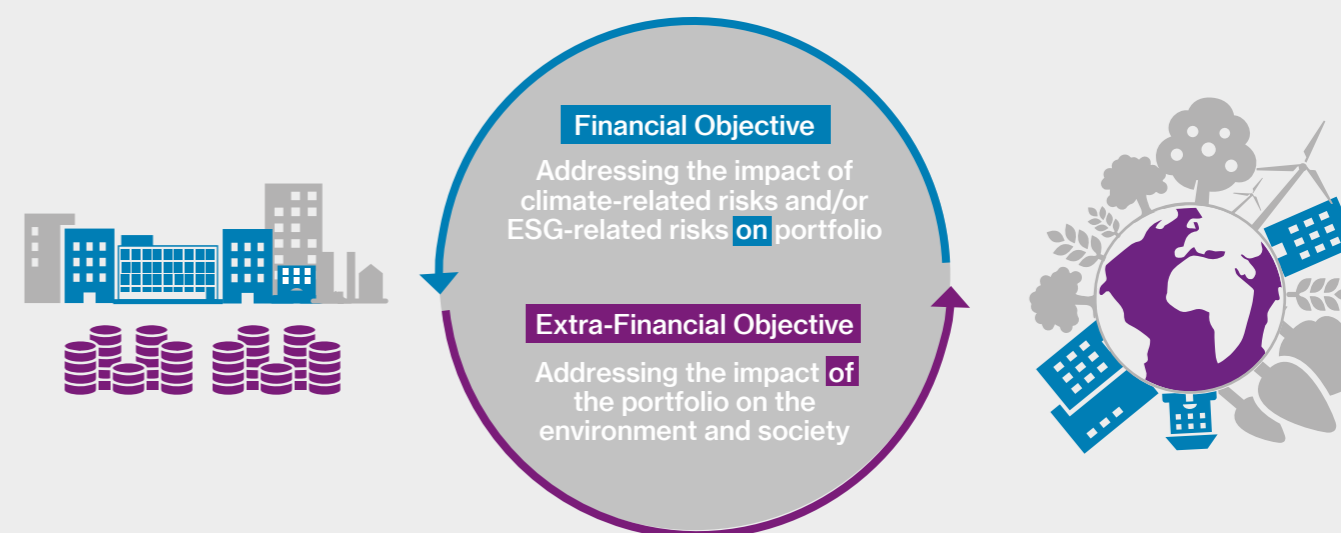 Financial Objective
Addressing the impact of
climate-related risks and/or
ESG-related risks on portfolio
Extra-Financial Objective
Addressing the impact of
the portfolio on the
environment and society